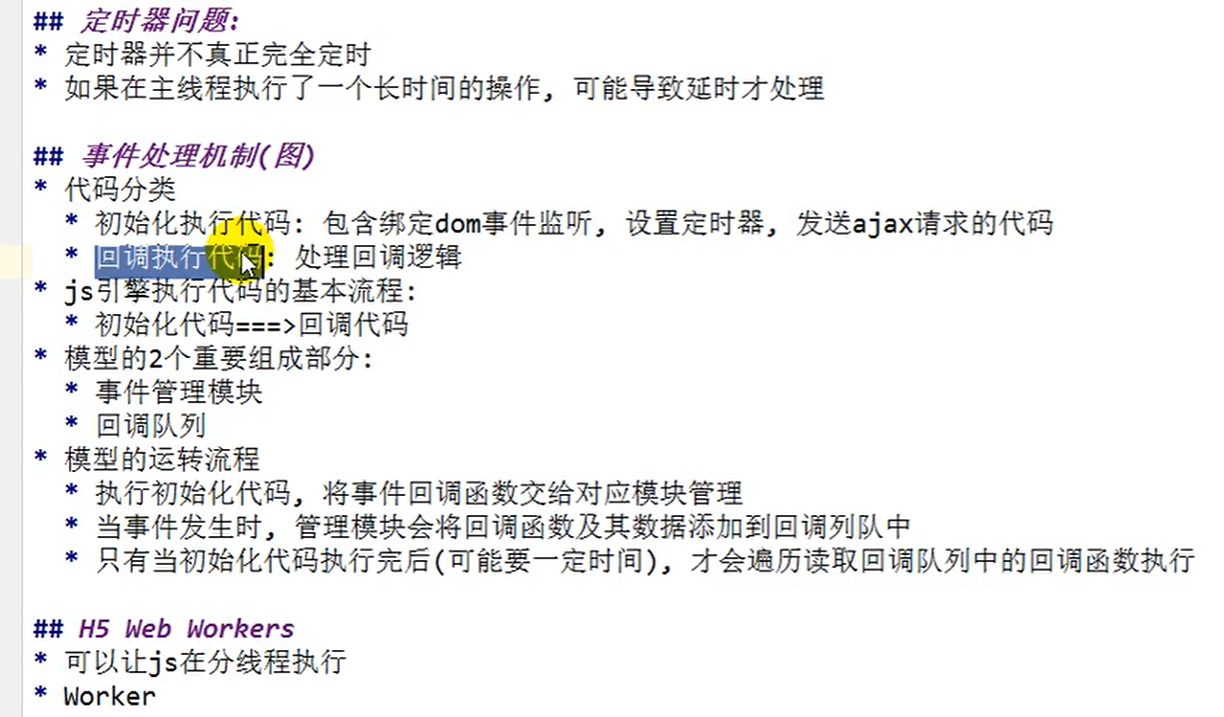 ## 定时器问题:
* 定时器并不真正完全定时
* 如果在主线程执行了一个长时间的操作, 可能导致延时才处理
## 事件处理机制(图)
* 代码分类
* 初始化执行代码: 包含绑定dom事件监听, 设置定时器, 发送ajax请求的代码
* 回调执行代码: 处理回调逻辑
* js引擎执行代码的基本流程:
* 初始化代码===>回调代码
* 模型的2个重要组成部分:
* 事件管理模块
* 回调队列
* 模型的运转流程
* 执行初始化代码, 将事件回调函数交给对应模块管理
* 当事件发生时, 管理模块会将回调函数及其数据添加到回调列队中
* 只有当初始化代码执行完后(可能要一定时间), 才会遍历读取回调队列中的回调函数执行
## H5 Web Workers
* 可以让js在分线程执行
* Worker